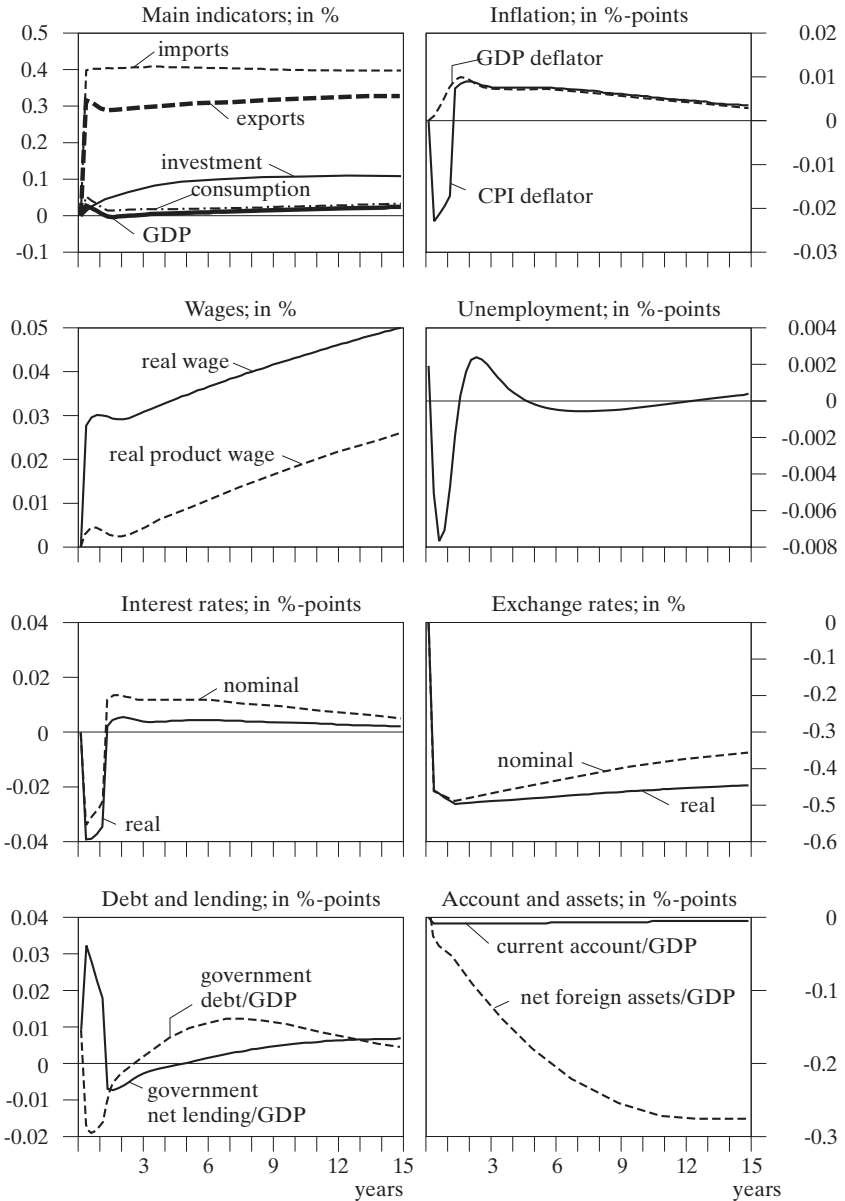 Main indicators; in %
0.5
0.4
0.3
0.2
0.1
0
-0.1
imports
exports
investment
consumption
GDP
Inflation; in %-points
0.02
0.01
0
-0.01
-0.02
-0.03
GDP deflator
CPI deflator
Wages; in %
0.05
0.04
0.03
0.02
0.01
0
real wage
real product wage
Unemployment; in %-points
0.004
0.002
0
-0.002
-0.004
-0.006
-0.008
Interest rates; in %-points
0.04
0.02
0
-0.02
-0.04
nominal
real
Exchange rates; in %
0
-0.1
-0.2
-0.3
-0.4
-0.5
-0.6
nominal
real
Debt and lending; in %-points
0.04
0.03
0.02
0.01
0
-0.01
-0.02
government
debt/GDP
government
net lending/GDP
3 6 9 12 15
years
Account and assets; in %-points
0
-0.1
-0.2
-0.3
current account/GDP
net foreign assets/GDP
3 6 9 12 15
years